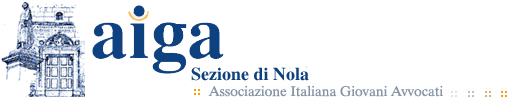 aiga
Sezione di Nola
Associazione Italiana Giovani Avvocati